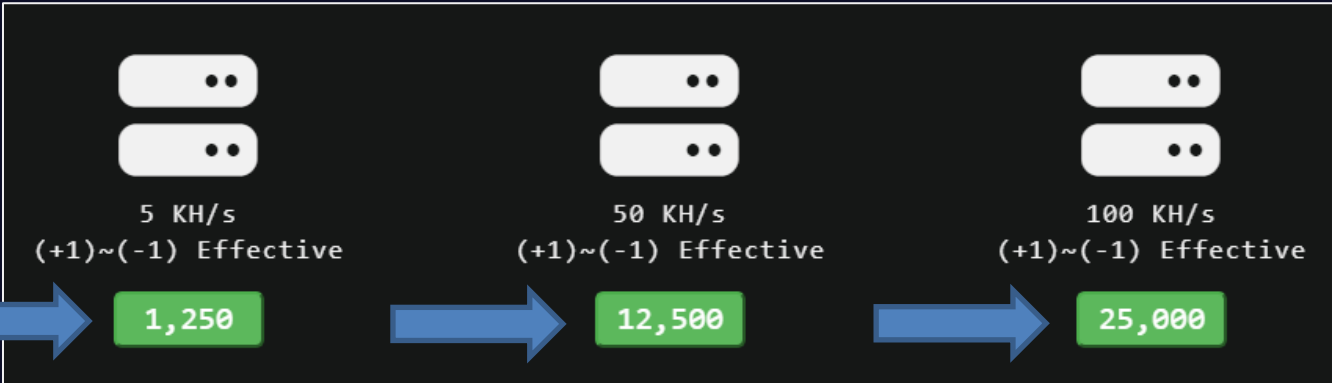 5 KH/s
(+1)~(-1) Effective
1,250
50 KH/s
(+1)~(-1) Effective
12,500
100 KH/s
(+1)~(-1) Effective
25,000